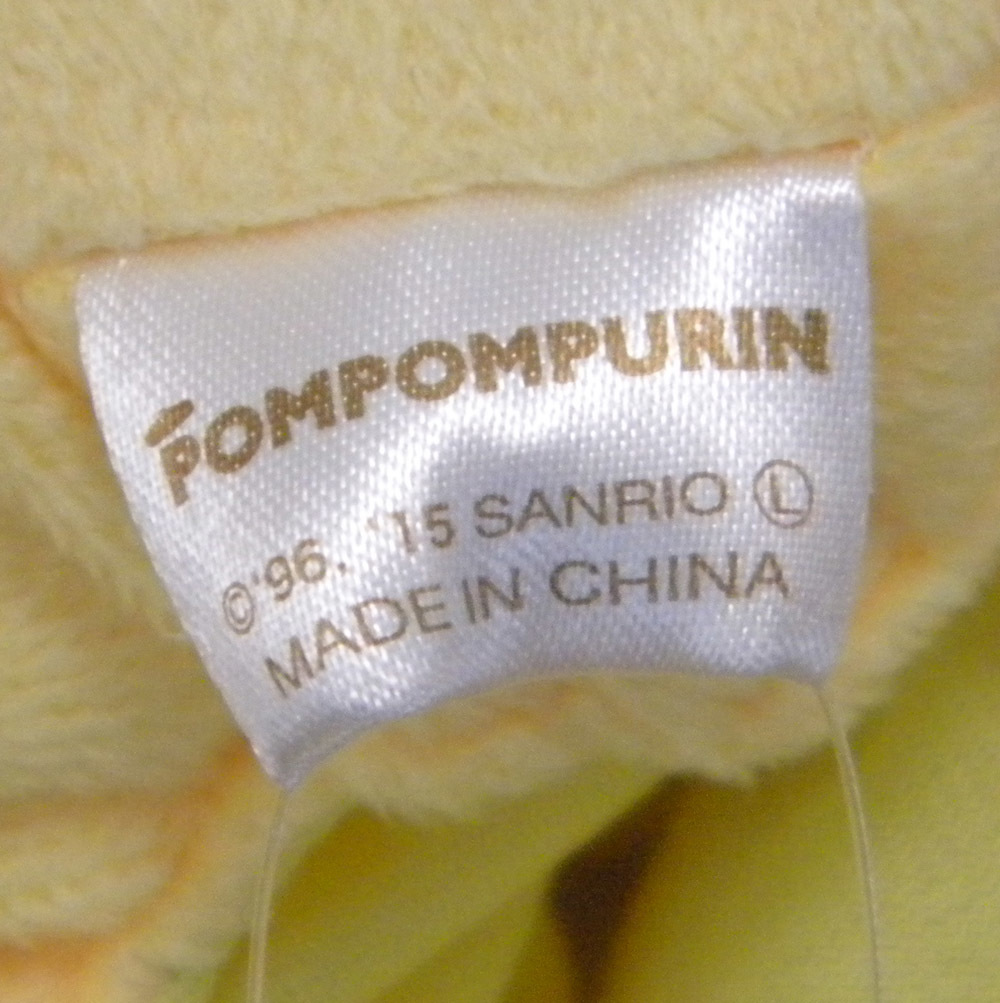 POMPOMPURIN
©'96, '15 SANRIO Ⓛ
MADE IN CHINA